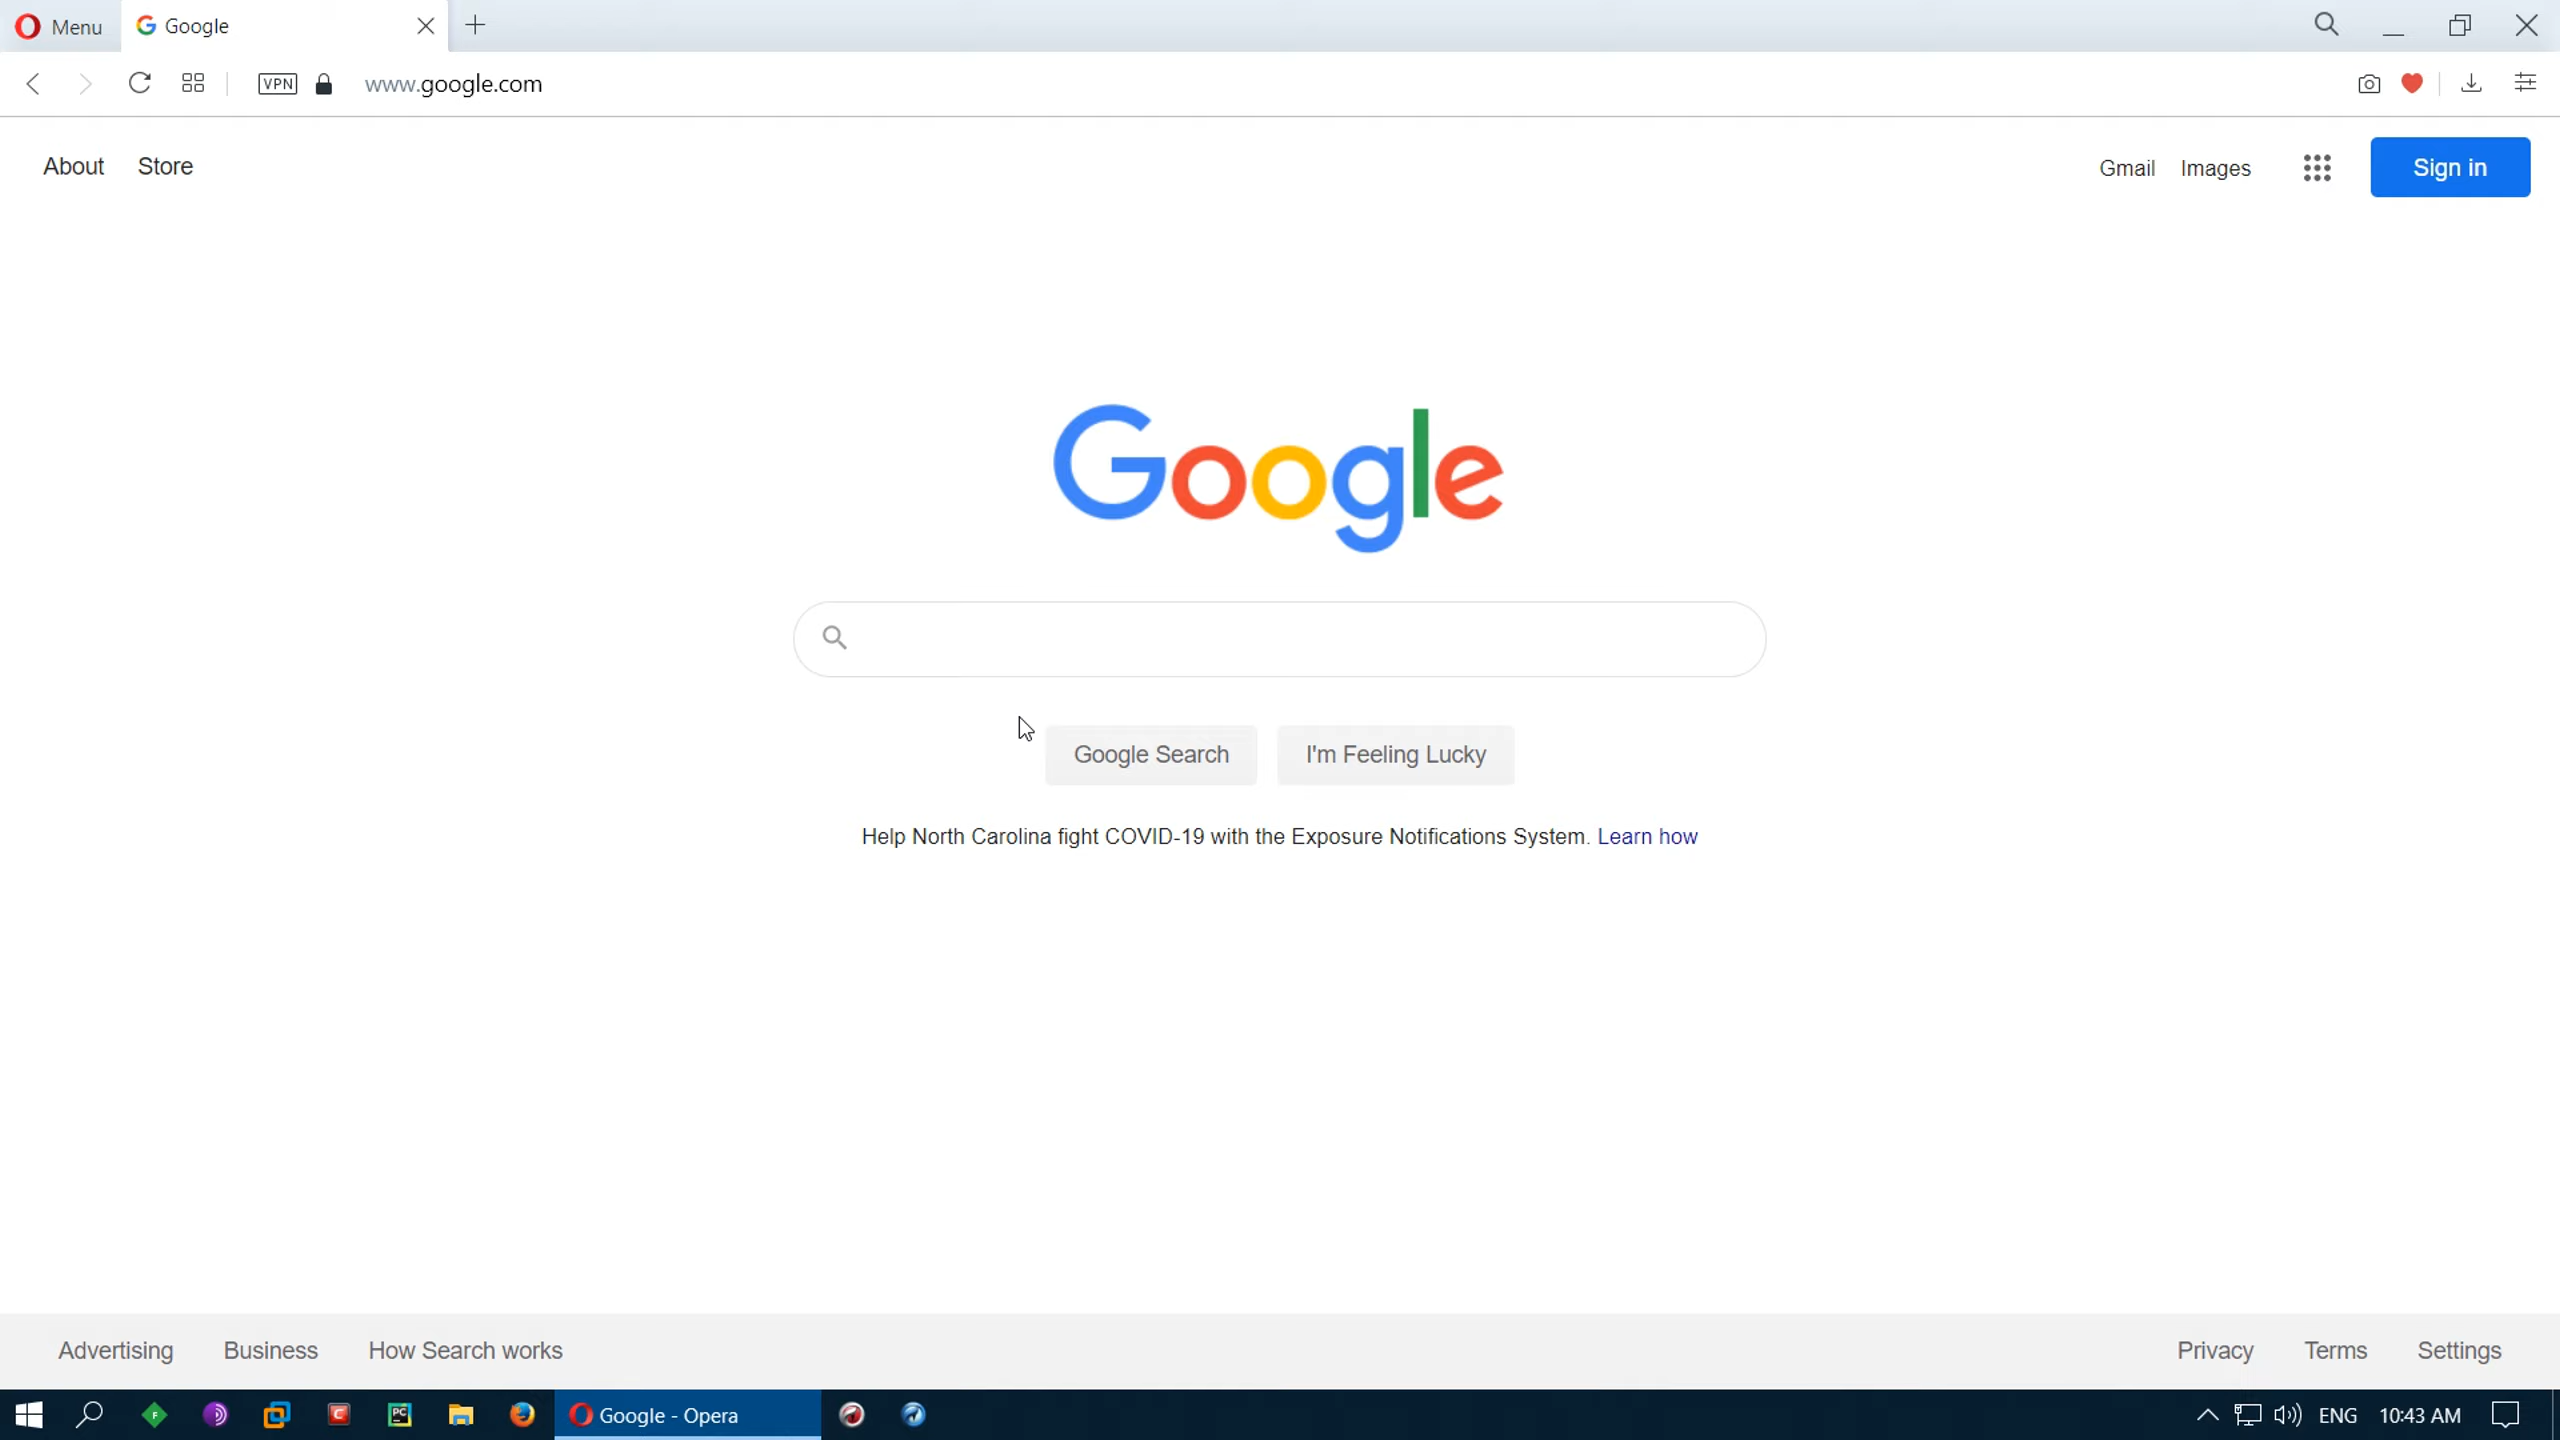 Menu Google
VPN www.google.com
About Store Gmail Images Sign in
Google
Google Search I'm Feeling Lucky
Help North Carolina fight COVID-19 with the Exposure Notifications System. Learn how
Advertising Business How Search works Privacy Terms Settings
F C PC Google - Opera ENG 10:43 AM